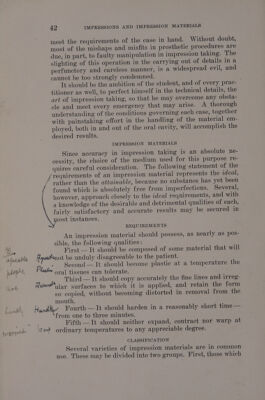 42 IMPRESSIONS AND IMPRESSION MATERIALS
meet the requirements of the case in hand. Without doubt,
most of the mishaps and misfits in prosthetic procedures are
due, in part, to faulty manipulation in impression taking. The
slighting of this operation in the carrying out of details in a
perfunctory and careless manner, is a widespread evil, and
cannot be too strongly condemned.
It should be the ambition of the student, and of every prac-
titioner as well, to perfect himself in the technical details, the
art of impression taking, so that he may overcome any obsta-
cle and meet every emergency that may arise. A thorough
understanding of the conditions governing each case, together
with painstaking effort in the handling of the material em-
ployed, both in and out of the oral cavity, will accomplish the
desired results.
IMPRESSION MATERIALS
Since accuracy in impression taking is an absolute ne-
cessity, the choice of the medium used for this purpose re-
quires careful consideration. The following statement of the
requirements of an impression material represents the ideal,
rather than the attainable, because no substance has yet been
found which is absolutely free from imperfections. Several,
however, approach closely to the ideal requirements, and with
a knowledge of the desirable and detrimental qualities of each,
fairly satisfactory and accurate results may be secured in
most instances.
REQUIREMENTS
An impression material should possess, as nearly as pos-
sible, the following qualities:
First — It should be composed of some material that will
not be unduly disagreeable to the patient.
Second — It should become plastic at a temperature the
oral tissues can tolerate.
people
Third — It should copy accurately the fine lines and irreg-
ular surfaces to which it is applied, and retain the form
are
so copied, without becoming distorted in removal from the
mouth.
Fourth — It should harden in a reasonably short time —
from one to three minutes.
Fifth — It should neither expand, contract nor warp at
ordinary temperatures to any appreciable degree.
CLASSIFICATION
Several varieties of impression materials are in common
use. These may be divided into two groups. First, those which